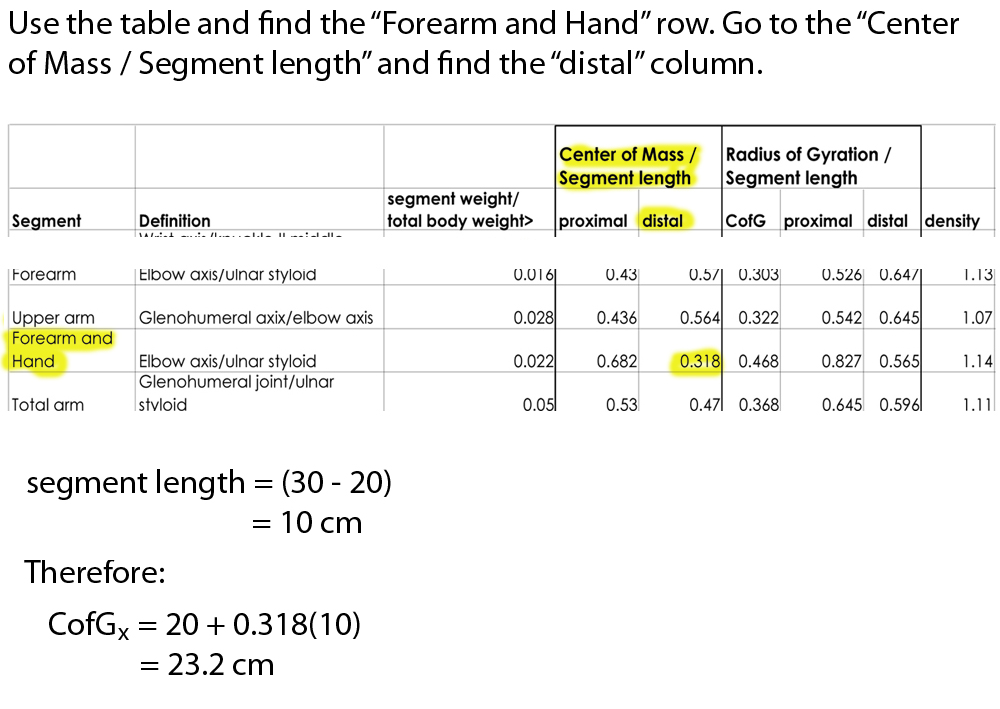 Use the table and find the “Forearm and Hand” row. Go to the “Center
of Mass / Segment length” and find the “distal” column.
Center of Mass / Radius of Gyration /
Segment length Segment length
segment weight/
Segment Definition total body weight> proximal distal CofG proximal distal density
Forearm Elbow axis/ulnar styloid 0.016 0.43 0.57 0.303 0.526 0.647 1.13
Upper arm Glenohumeral axix/elbow axis 0.028 0.436 0.564 0.322 0.542 0.645 1.07
Forearm and
Hand Elbow axis/ulnar styloid 0.022 0.682 0.318 0.468 0.827 0.565 1.14
Glenohumeral joint/ulnar
Total arm styloid 0.05 0.53 0.47 0.368 0.645 0.596 1.11
segment length = (30 - 20)
= 10 cm
Therefore:
CofGx = 20 + 0.318(10)
= 23.2 cm